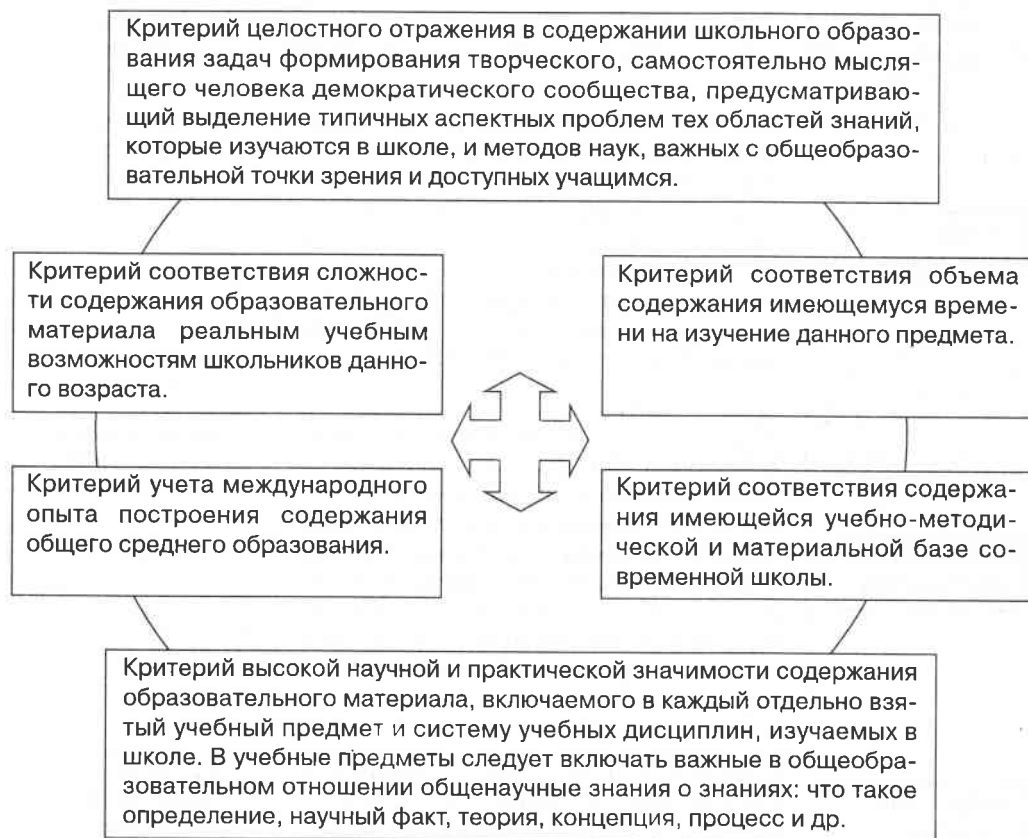 Критерий целостного отражения в содержании школьного образо-
вания задач формирования творческого, самостоятельно мысля-
щего человека демократического сообщества, предусматриваю-
щий выделение типичных аспектных проблем тех областей знаний,
которые изучаются в школе, и методов наук, важных с общеобразо-
вательной точки зрения и доступных учащимся.
Критерий соответствия сложнос-
ти содержания образовательного
материала реальным учебным
возможностям школьников данно-
го возраста.
Критерий соответствия объема
содержания имеющемуся време-
ни на изучение данного предмета.
Критерий учета международного
опыта построения содержания
общего среднего образования.
Критерий соответствия содержа-
ния имеющейся учебно-методи-
ческой и материальной базе со-
временной школы.
Критерий высокой научной и практической значимости содержания
образовательного материала, включаемого в каждый отдельно взя-
тый учебный предмет и систему учебных дисциплин, изучаемых в
школе. В учебные предметы следует включать важные в общеобра-
зовательном отношении общенаучные знания о знаниях: что такое
определение, научный факт, теория, концепция, процесс и др.